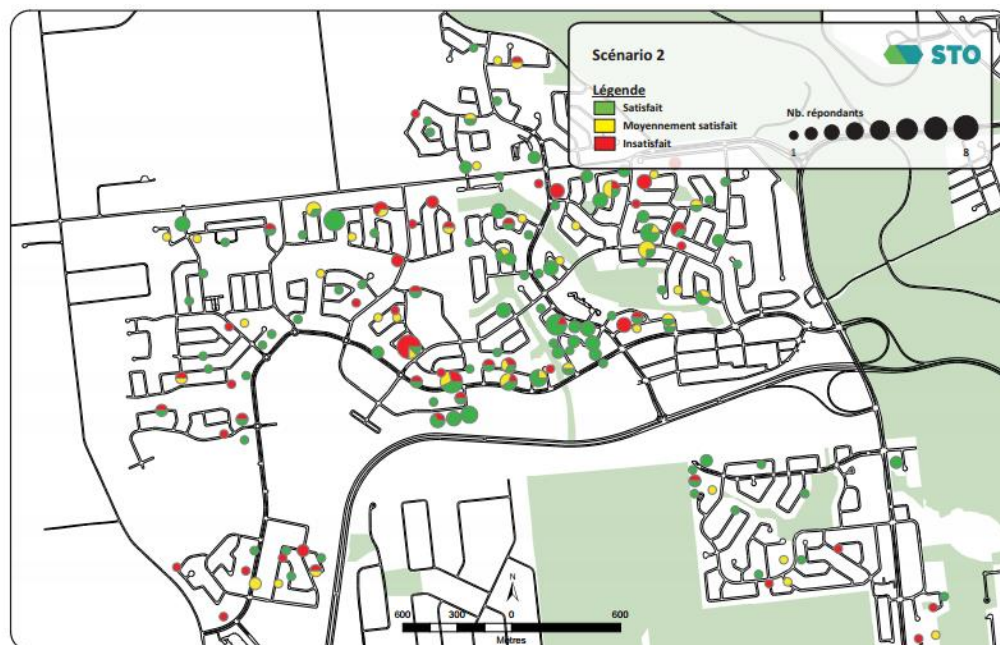 Scénario 2
STO
Légende
Satisfait
Moyennement satisfait
Insatisfait
Nb. répondants
1
8
N
600
300
0
600
Mètres